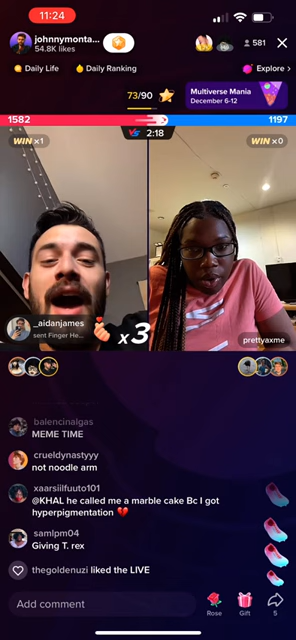 11:24
johnnymonta...
54.8K likes
581
Daily Life
Daily Ranking
Explore >
73/90
Multiverse Mania
December 6-12
1582
VS 2:18
1197
WIN x1
WIN x0
_aidanjames
sent Finger He...
x3
prettyaxme
balencinalgas
MEME TIME
crueldynastyyy
not noodle arm
xaarsiilfuuto101
@KHAL he called me a marble cake Bc I got
hyperpigmentation 💔
samlpm04
Giving T. rex
thegoldenuzi liked the LIVE
Add comment
Rose
Gift
5